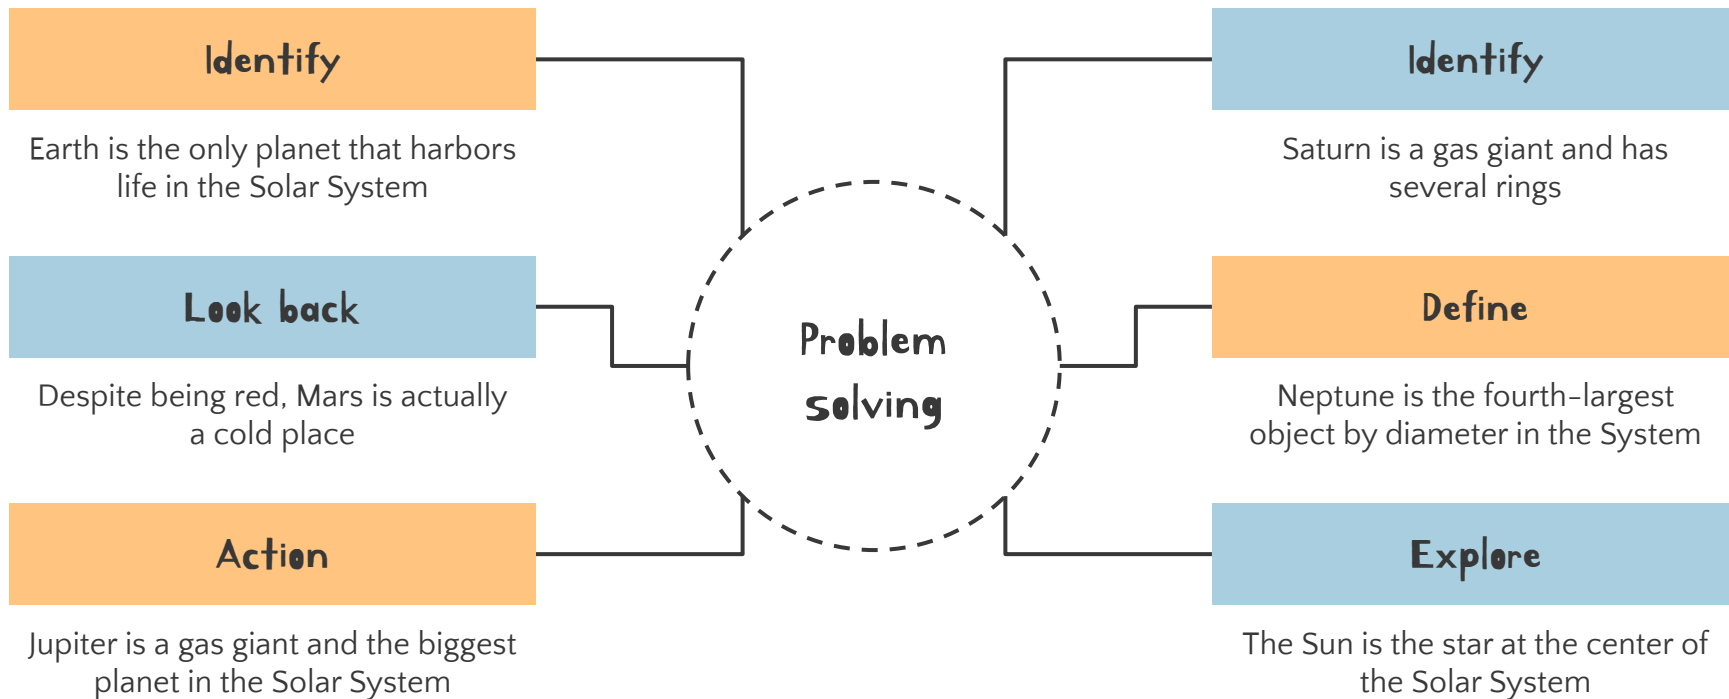 Identify
Earth is the only planet that harbors
life in the Solar System
Look back
Despite being red, Mars is actually
a cold place
Action
Jupiter is a gas giant and the biggest
planet in the Solar System
Problem
solving
Identify
Saturn is a gas giant and has
several rings
Define
Neptune is the fourth-largest
object by diameter in the System
Explore
The Sun is the star at the center of
the Solar System